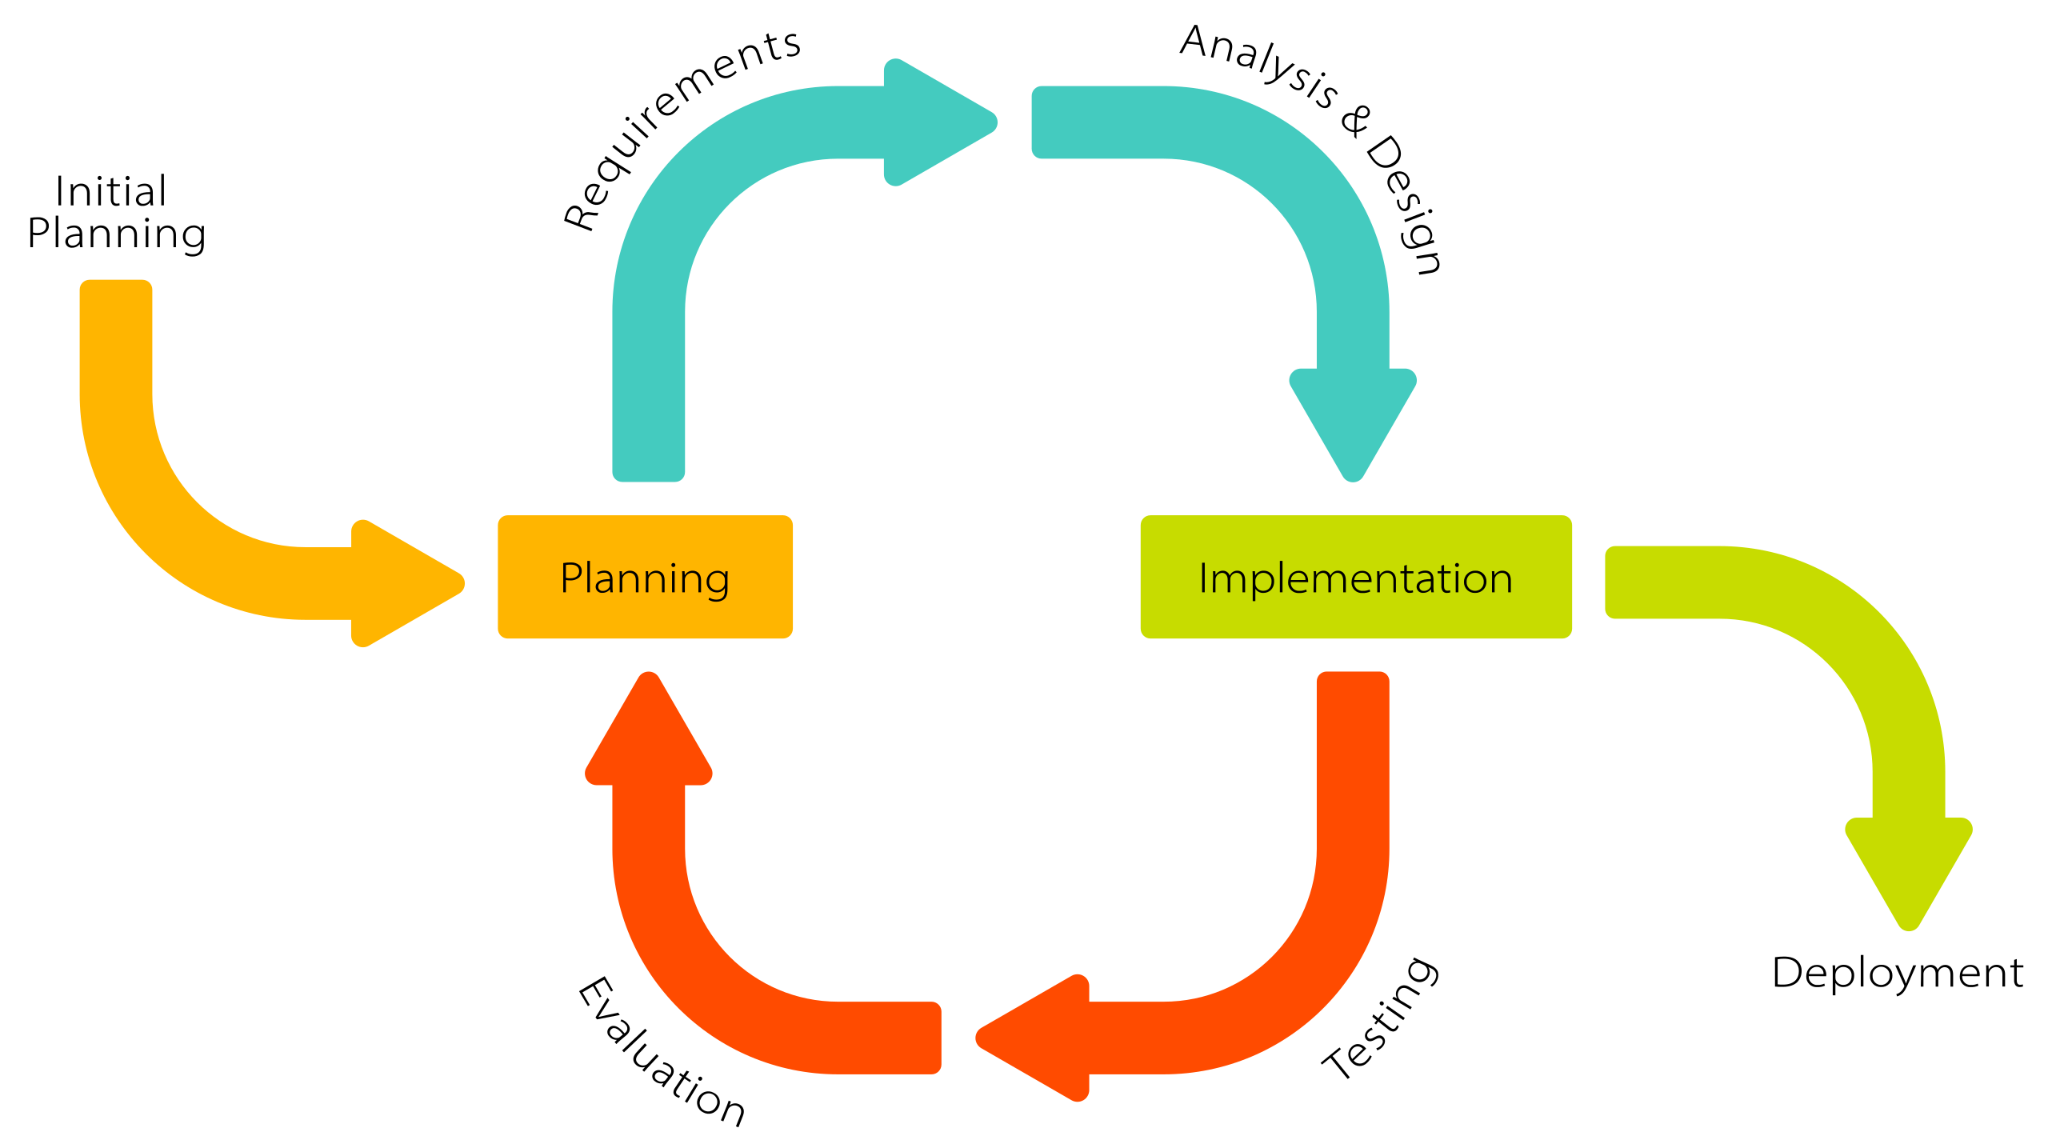 Requirements
Analysis & Design
Initial
Planning
Planning
Implementation
Evaluation
Testing
Deployment